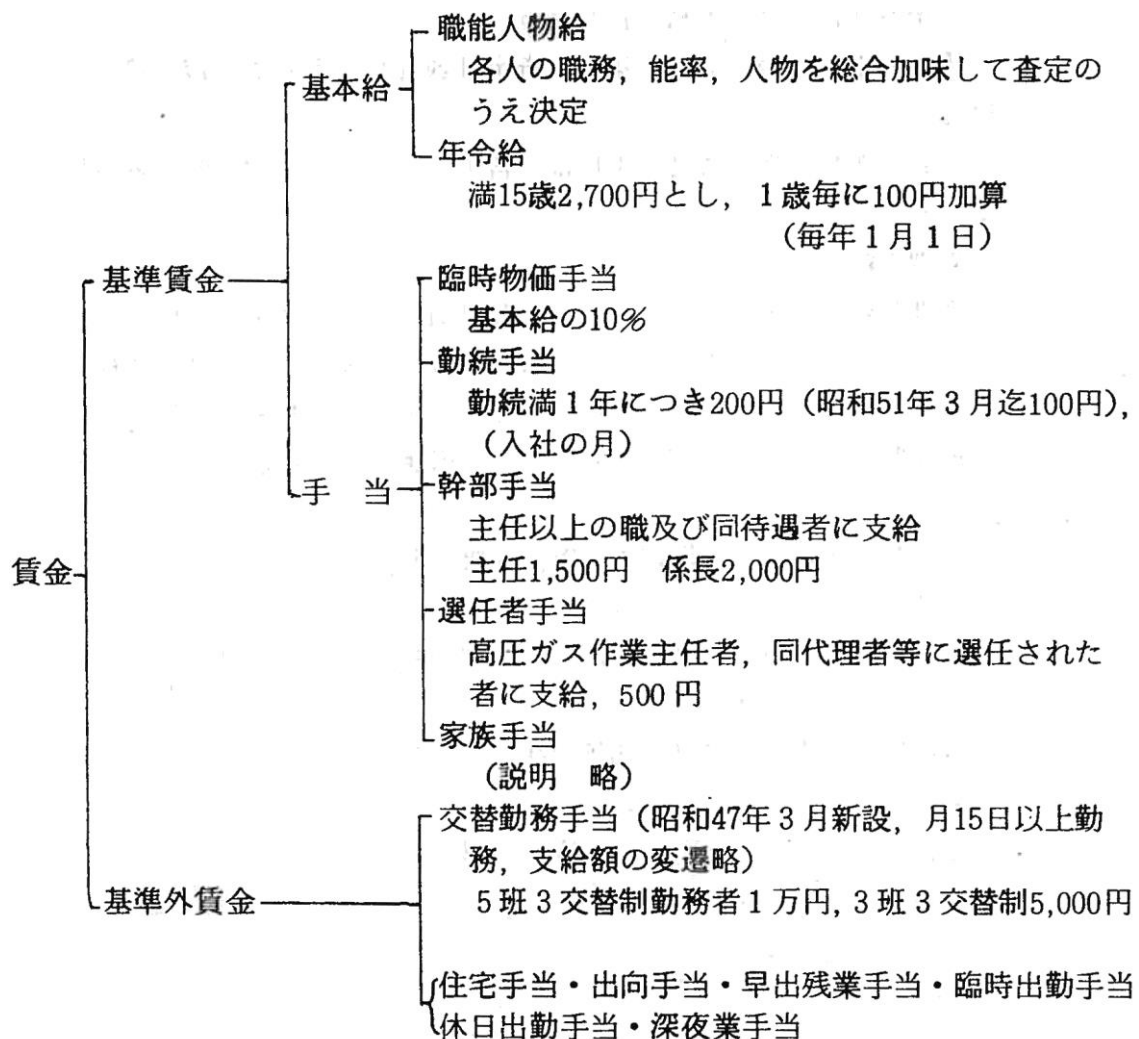 職能人物給
各人の職務，能率，人物を総合加味して査定の
うえ決定
基本給
年令給
満15歳2,700円とし，１歳毎に100円加算
（毎年１月１日）
基準賃金
臨時物価手当
基本給の10％
勤続手当
勤続満１年につき200円（昭和51年３月迄100円），
（入社の月）
手　当
幹部手当
主任以上の職及び同待遇者に支給
主任1,500円　係長2,000円
賃金
選任者手当
高圧ガス作業主任者，同代理者等に選任された
者に支給，500円
家族手当
（説明　略）
交替勤務手当（昭和47年３月新設，月15日以上勤
務，支給額の変遷略）
基準外賃金
５班３交替制勤務者１万円，３班３交替制5,000円
住宅手当・出向手当・早出残業手当・臨時出勤手当
休日出勤手当・深夜業手当